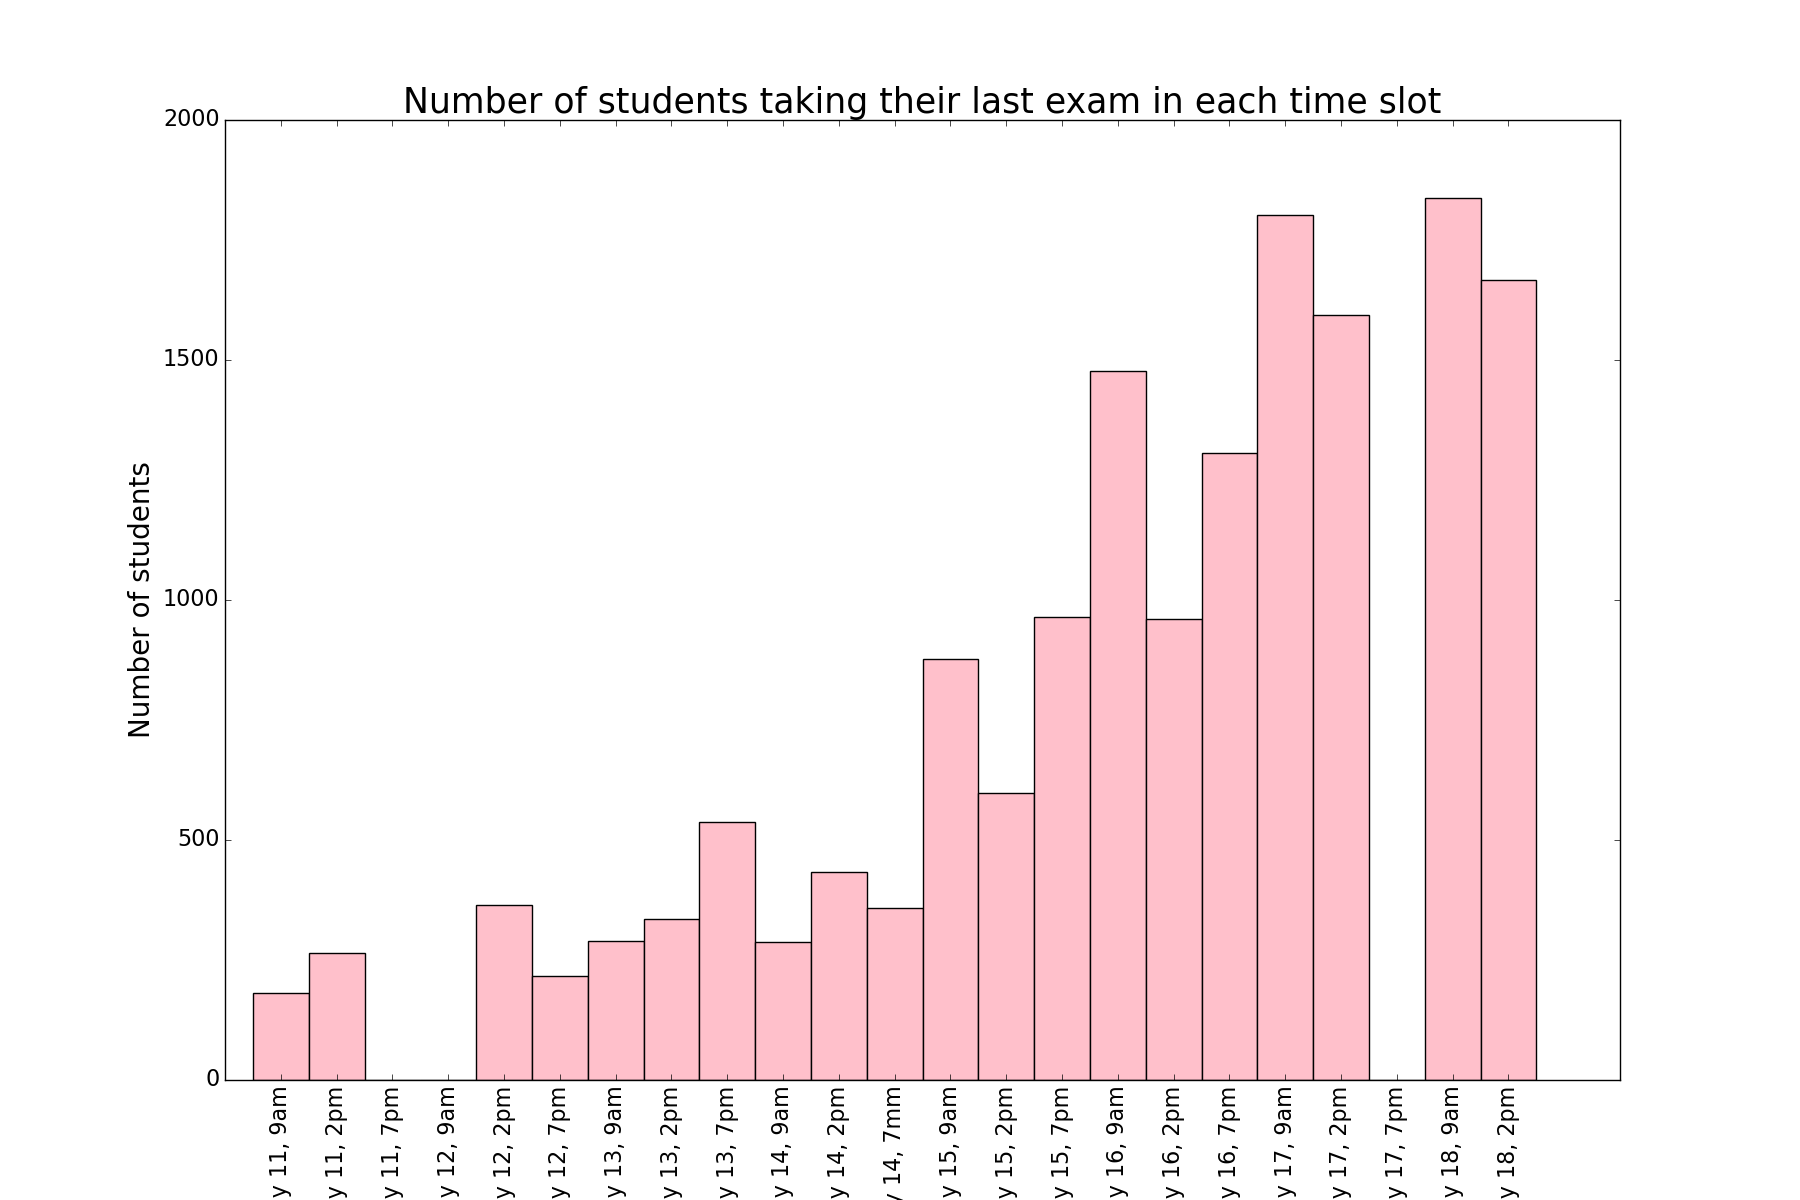 Number of students taking their last exam in each time slot
Number of students
2000
1500
1000
500
0
y 11, 9am
y 11, 2pm
y 11, 7pm
y 12, 9am
y 12, 2pm
y 12, 7pm
y 13, 9am
y 13, 2pm
y 13, 7pm
y 14, 9am
y 14, 2pm
y 14, 7mm
y 15, 9am
y 15, 2pm
y 15, 7pm
y 16, 9am
y 16, 2pm
y 16, 7pm
y 17, 9am
y 17, 2pm
y 17, 7pm
y 18, 9am
y 18, 2pm